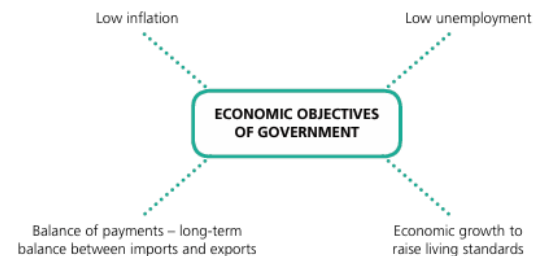 Low inflation
Low unemployment
ECONOMIC OBJECTIVES
OF GOVERNMENT
Balance of payments – long-term
balance between imports and exports
Economic growth to
raise living standards